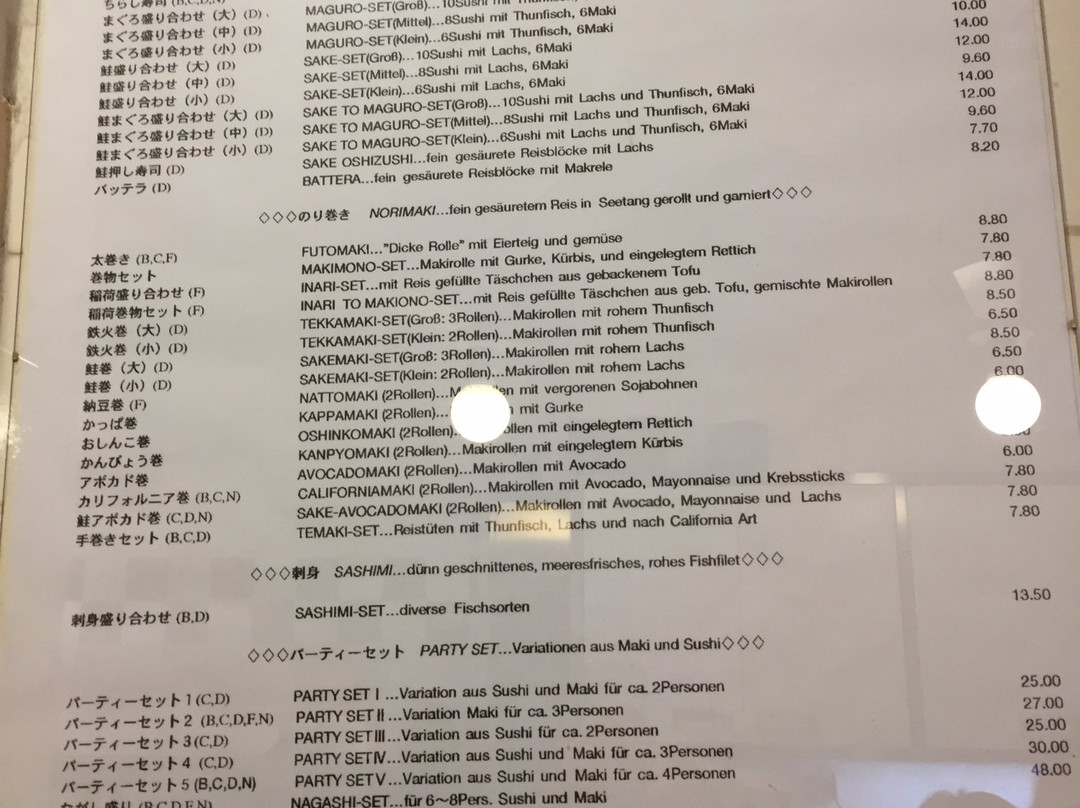 まぐろ盛り合わせ（大）(D) MAGURO-SET(Groß)…10Sushi mit
まぐろ盛り合わせ（中）(D) MAGURO-SET(Mittel)…8Sushi mit Thunfisch, 6Maki
まぐろ盛り合わせ（小）(D) MAGURO-SET(Klein)…6Sushi mit Thunfisch, 6Maki 10.00
鮭盛り合わせ（大）(D) SAKE-SET(Groß)…10Sushi mit Lachs, 6Maki 14.00
鮭盛り合わせ（中）(D) SAKE-SET(Mittel)…8Sushi mit Lachs, 6Maki 12.00
鮭盛り合わせ（小）(D) SAKE-SET(Klein)…6Sushi mit Lachs, 6Maki 9.60
鮭まぐろ盛り合わせ（大）(D) SAKE TO MAGURO-SET(Groß)…10Sushi mit Lachs und Thunfisch, 6Maki 14.00
鮭まぐろ盛り合わせ（中）(D) SAKE TO MAGURO-SET(Mittel)…8Sushi mit Lachs und Thunfisch, 6Maki 12.00
鮭まぐろ盛り合わせ（小）(D) SAKE TO MAGURO-SET(Klein)…6Sushi mit Lachs und Thunfisch, 6Maki 9.60
鮭押し寿司 (D) SAKE OSHIZUSHI…fein gesäurete Reisblöcke mit Lachs 7.70
バッテラ (D) BATTERA…fein gesäurete Reisblöcke mit Makrele 8.20
◇◇◇のり巻き NORIMAKI…fein gesäuretem Reis in Seetang gerollt und garniert◇◇◇
太巻き (B,C,F) FUTOMAKI…"Dicke Rolle" mit Eierteig und gemüse 8.80
巻物セット MAKIMONO-SET…Makirolle mit Gurke, Kürbis, und eingelegtem Rettich 7.80
稲荷盛り合わせ (F) INARI-SET…mit Reis gefüllte Täschchen aus gebackenem Tofu 7.80
稲荷巻物セット (F) INARI TO MAKIONO-SET…mit Reis gefüllte Täschchen aus geb. Tofu, gemischte Makirollen 8.80
鉄火巻（大）(D) TEKKAMAKI-SET(Groß: 3Rollen)…Makirollen mit rohem Thunfisch 8.50
鉄火巻（小）(D) TEKKAMAKI-SET(Klein: 2Rollen)…Makirollen mit rohem Thunfisch 6.50
鮭巻（大）(D) SAKEMAKI-SET(Groß: 3Rollen)…Makirollen mit rohem Lachs 8.50
鮭巻（小）(D) SAKEMAKI-SET(Klein: 2Rollen)…Makirollen mit rohem Lachs 6.50
納豆巻 (F) NATTOMAKI (2Rollen)… mit vergorenen Sojabohnen 6.00
かっぱ巻 KAPPAMAKI (2Rollen)… mit Gurke
おしんこ巻 OSHINKOMAKI (2Rollen)… mit eingelegtem Rettich
かんぴょう巻 KANPYOMAKI (2Rollen)…Makirollen mit eingelegtem Kürbis
アボカド巻 AVOCADOMAKI (2Rollen)…Makirollen mit Avocado 6.00
カリフォルニア巻 (B,C,N) CALIFORNIAMAKI (2Rollen)…Makirollen mit Avocado, Mayonnaise und Krebssticks 7.80
鮭アボカド巻 (C,D,N) SAKE-AVOCADOMAKI (2Rollen)…Makirollen mit Avocado, Mayonnaise und Lachs 7.80
手巻きセット (B,C,D) TEMAKI-SET…Reistüten mit Thunfisch, Lachs und nach California Art 7.80
◇◇◇刺身 SASHIMI…dünn geschnittenes, meeresfrisches, rohes Fishfilet◇◇◇
刺身盛り合わせ (B,D) SASHIMI-SET…diverse Fischsorten 13.50
◇◇◇パーティーセット PARTY SET…Variationen aus Maki und Sushi◇◇◇
パーティーセット1 (C,D) PARTY SET Ⅰ …Variation aus Sushi und Maki für ca. 2Personen 25.00
パーティーセット2 (B,C,D,F,N) PARTY SET Ⅱ …Variation Maki für ca. 3Personen 27.00
パーティーセット3 (C,D) PARTY SET Ⅲ …Variation aus Sushi für ca. 2Personen 25.00
パーティーセット4 (C,D) PARTY SET Ⅳ …Variation aus Sushi und Maki für ca. 3Personen 30.00
パーティーセット5 (B,C,D,N) PARTY SET Ⅴ …Variation aus Sushi und Maki für ca. 4Personen 48.00
NAGASHI-SET…für 6〜8Pers. Sushi und Maki